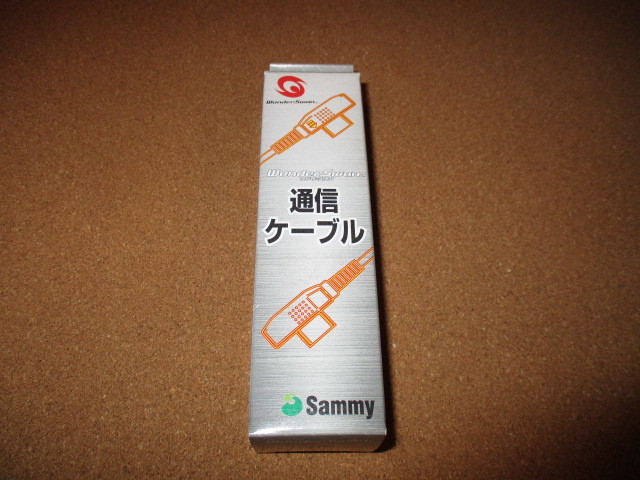 WonderSwan
WonderSwan
通信
ケーブル
Sammy